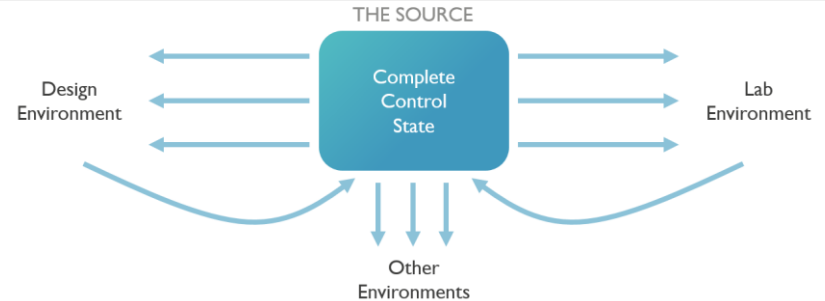 THE SOURCE
Complete
Control
State
Design
Environment
Lab
Environment
Other
Environments